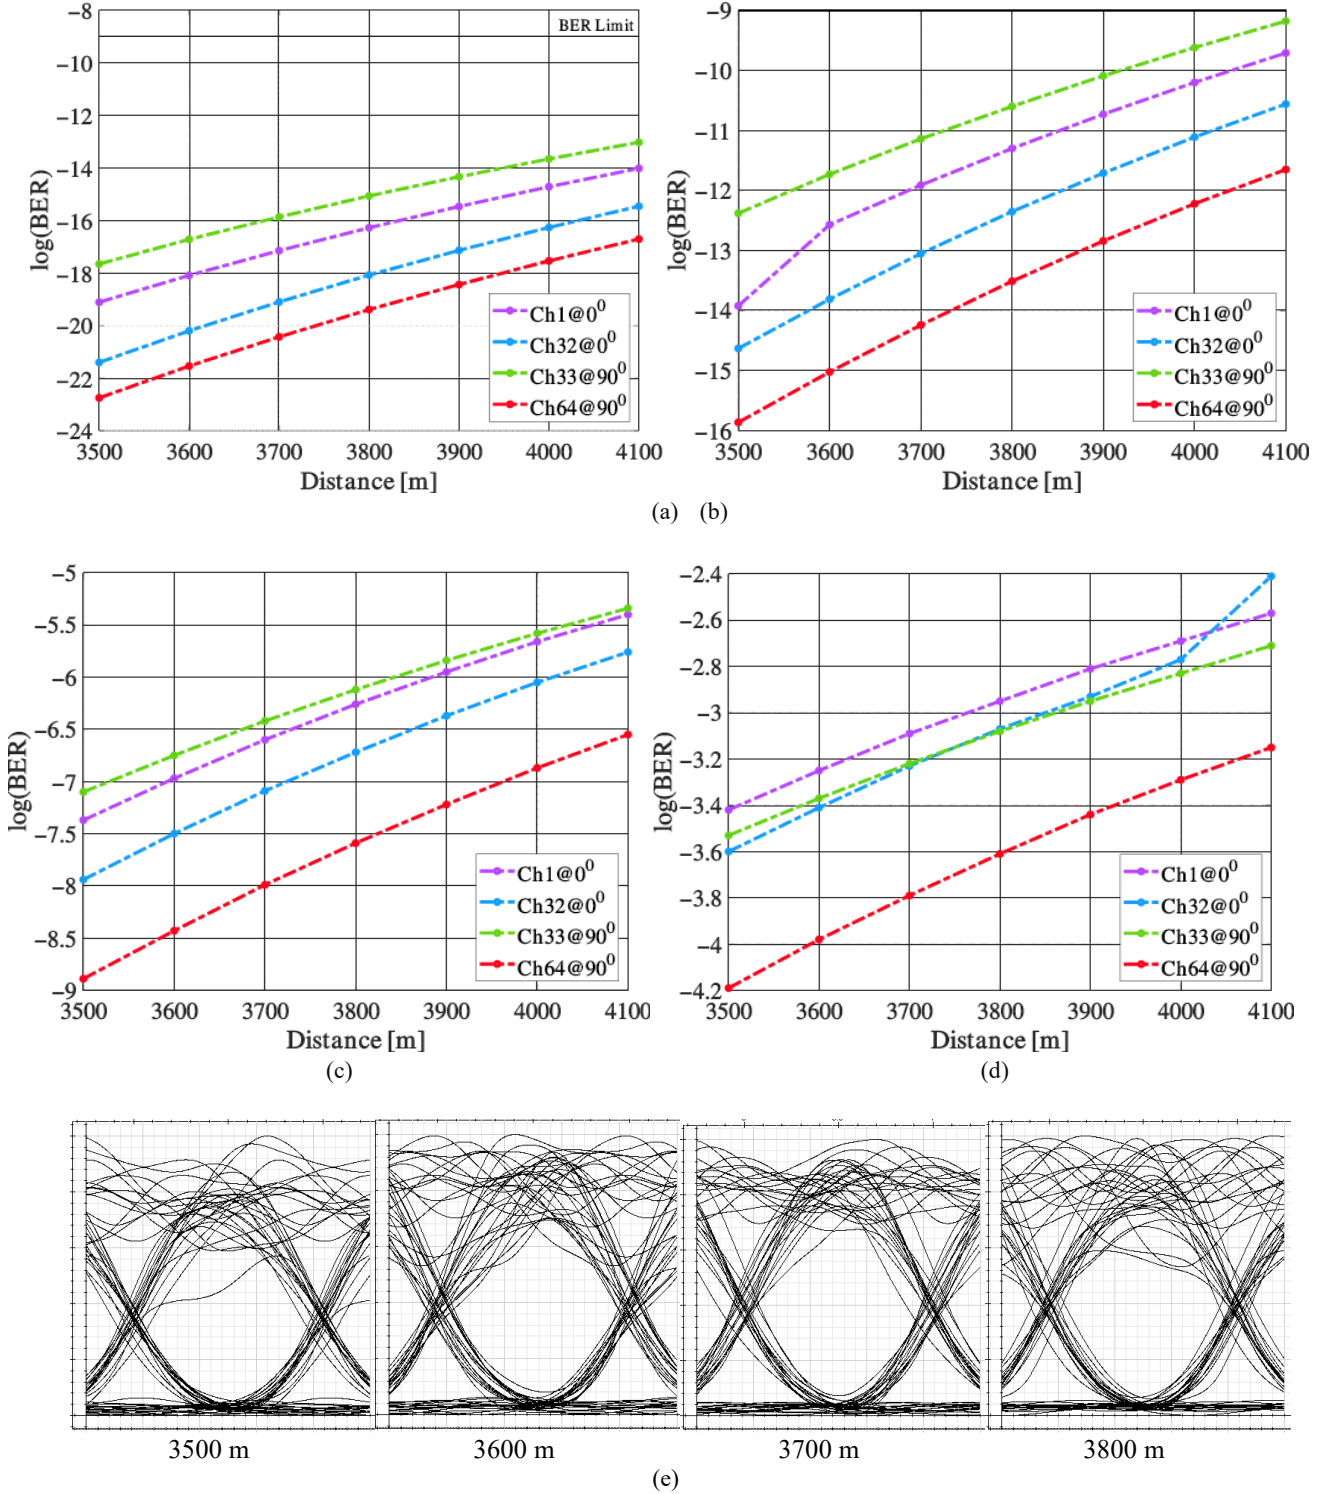 BER Limit
−8
−10
−12
−14
−16
−18
−20
−22
−24
log(BER)
Ch1@0⁰
Ch32@0⁰
Ch33@90⁰
Ch64@90⁰
3500 3600 3700 3800 3900 4000 4100
Distance [m]
−9
−10
−11
−12
−13
−14
−15
−16
log(BER)
Ch1@0⁰
Ch32@0⁰
Ch33@90⁰
Ch64@90⁰
3500 3600 3700 3800 3900 4000 4100
Distance [m]
(a) (b)
−5
−5.5
−6
−6.5
−7
−7.5
−8
−8.5
−9
log(BER)
Ch1@0⁰
Ch32@0⁰
Ch33@90⁰
Ch64@90⁰
3500 3600 3700 3800 3900 4000 4100
Distance [m]
(c)
−2.4
−2.6
−2.8
−3
−3.2
−3.4
−3.6
−3.8
−4
−4.2
log(BER)
Ch1@0⁰
Ch32@0⁰
Ch33@90⁰
Ch64@90⁰
3500 3600 3700 3800 3900 4000 4100
Distance [m]
(d)
3500 m 3600 m 3700 m 3800 m
(e)